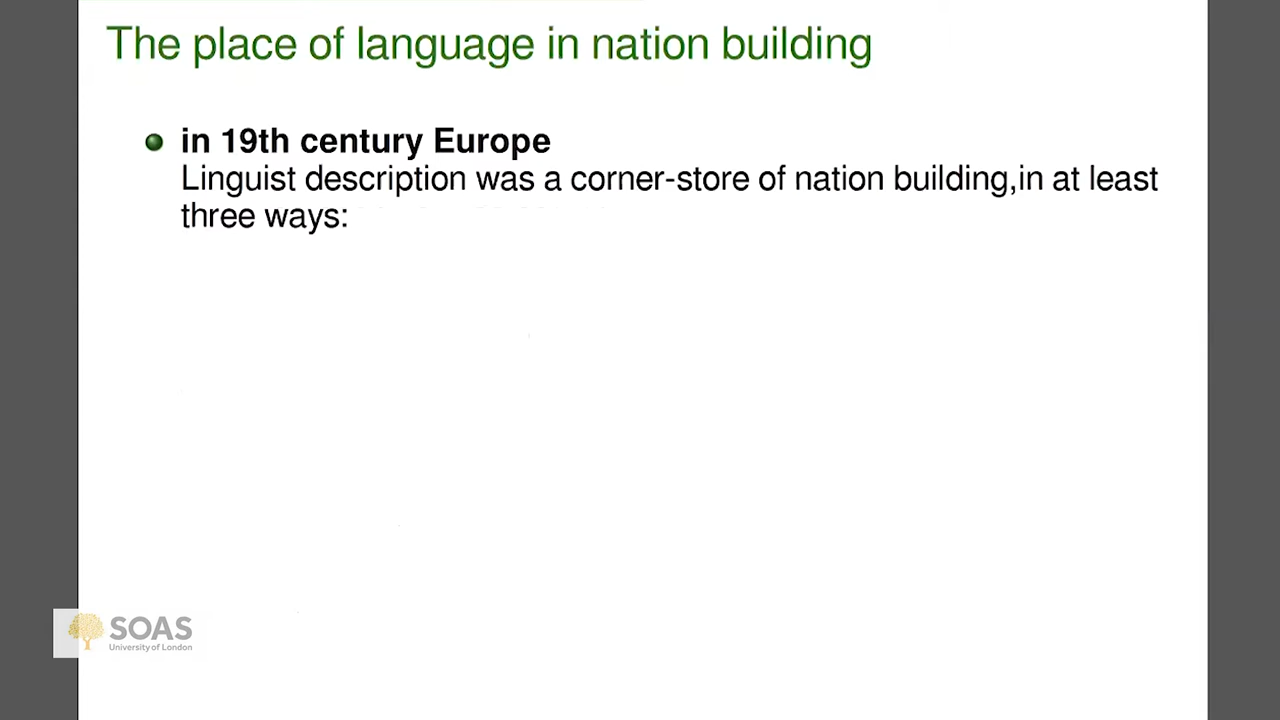 The place of language in nation building
in 19th century Europe
Linguist description was a corner-store of nation building,in at least
three ways:
SOAS
University of London